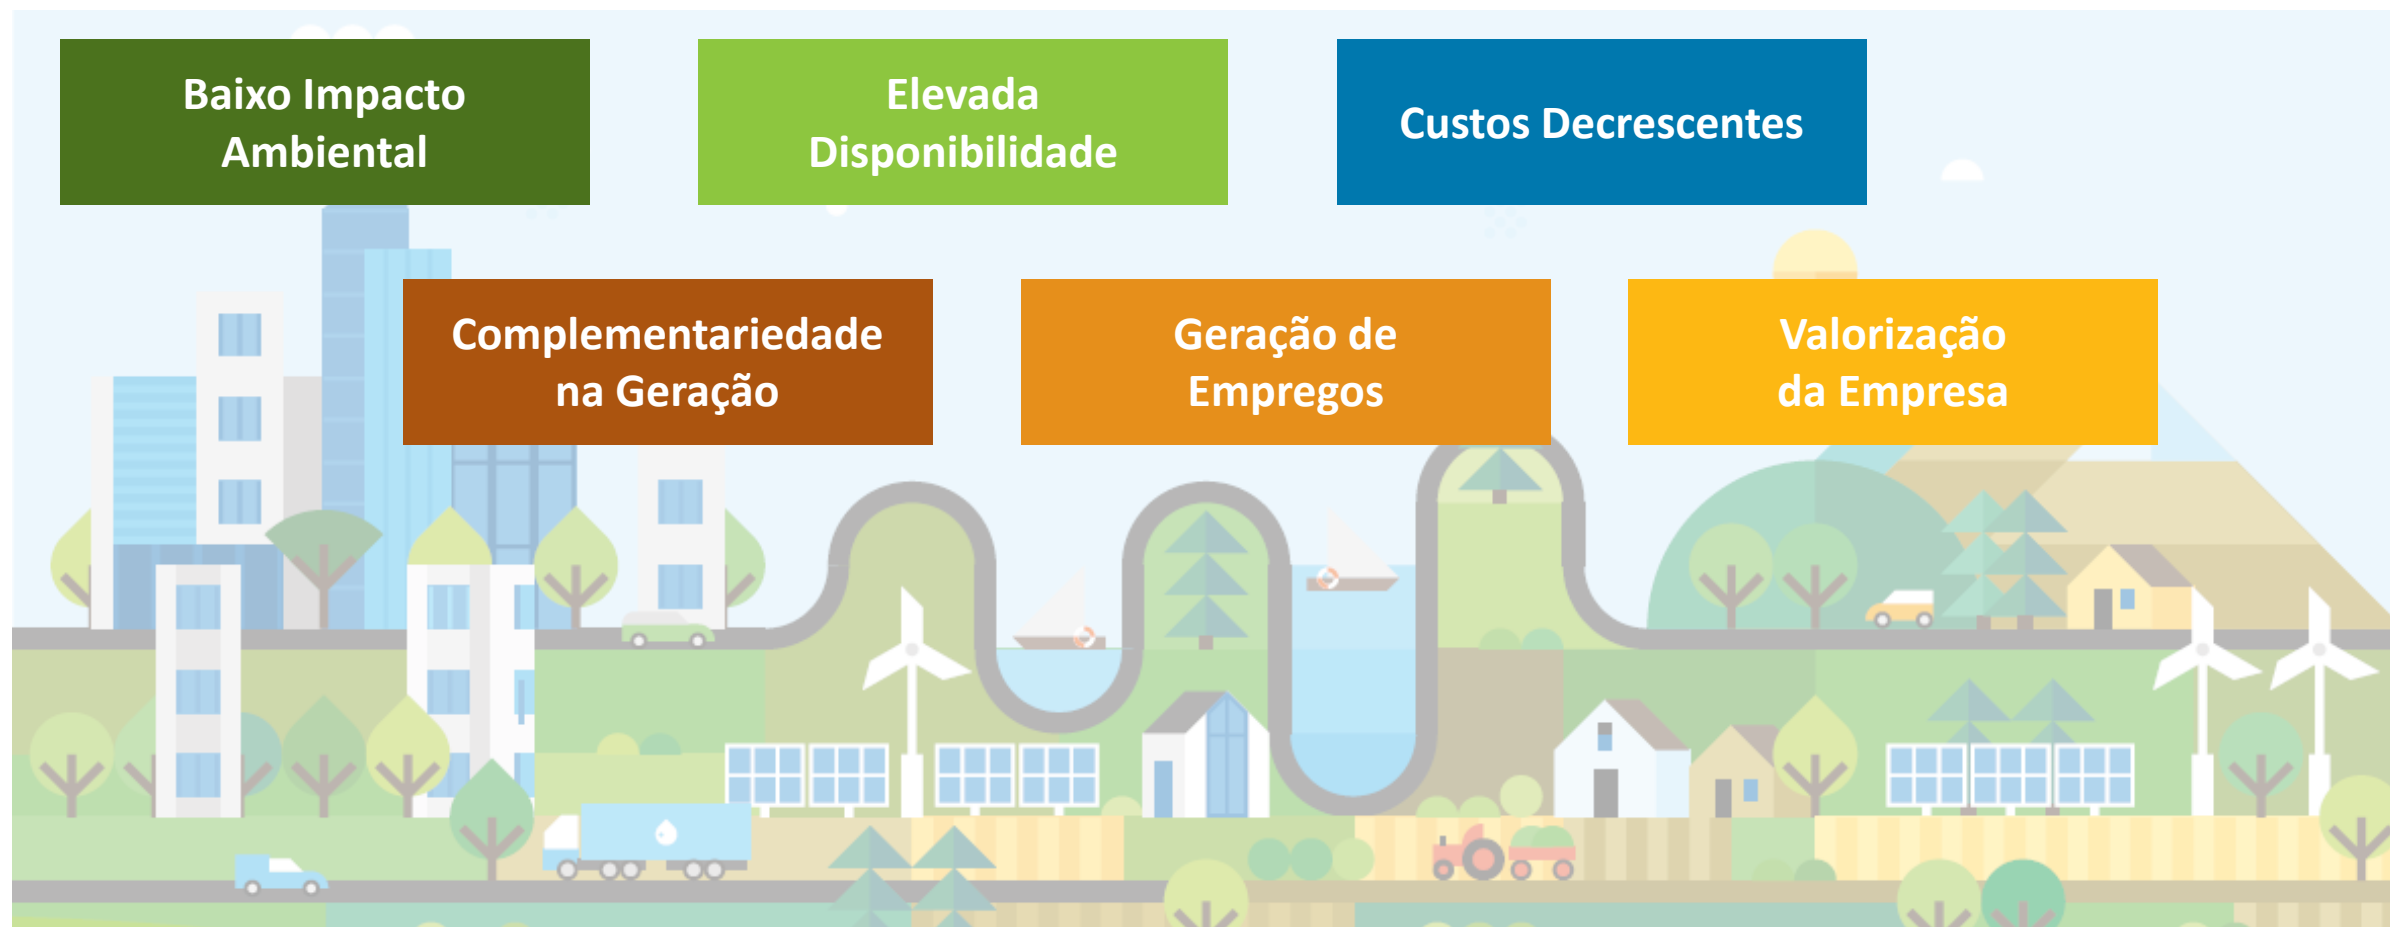 Baixo Impacto
Ambiental
Elevada
Disponibilidade
Custos Decrescentes
Complementariedade
na Geração
Geração de
Empregos
Valorização
da Empresa